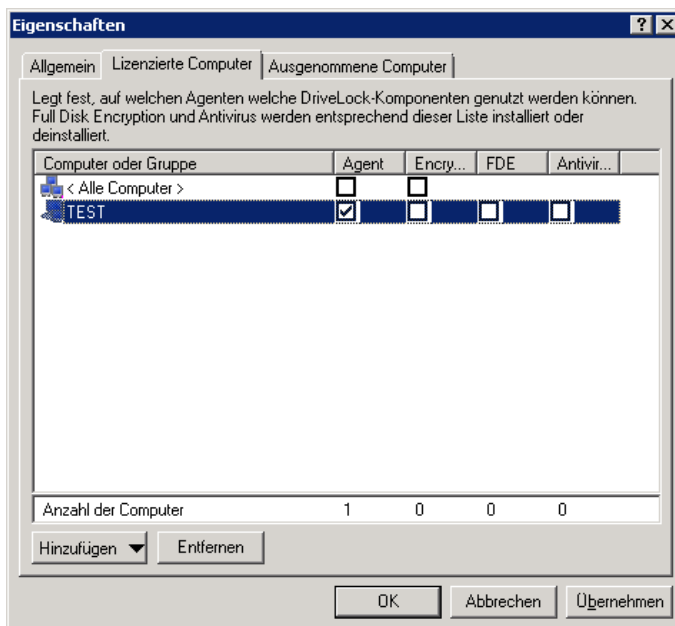 Eigenschaften
Allgemein Lizenzierte Computer Ausgenommene Computer
Legt fest, auf welchen Agenten welche DriveLock-Komponenten genutzt werden können.
Full Disk Encryption und Antivirus werden entsprechend dieser Liste installiert oder
deinstalliert.
Computer oder Gruppe Agent Encry... FDE Antivir...
< Alle Computer >
TEST
Anzahl der Computer 1 0 0 0
Hinzufügen Entfernen
OK Abbrechen Übernehmen